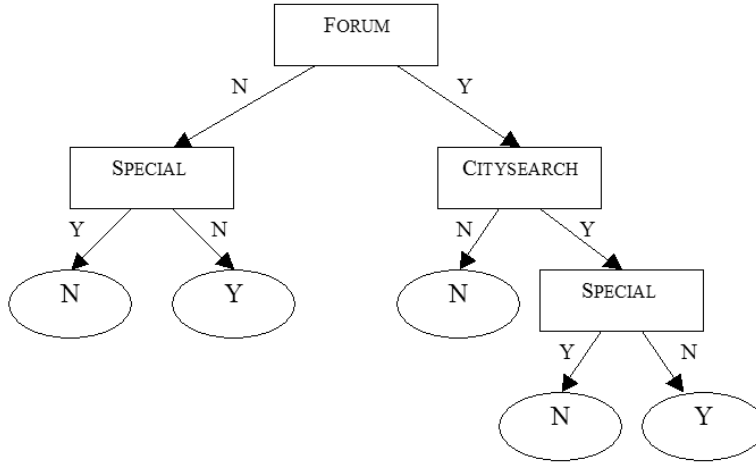 FORUM
N Y
SPECIAL CITYSEARCH
Y N N Y
N Y N SPECIAL
Y N
N Y